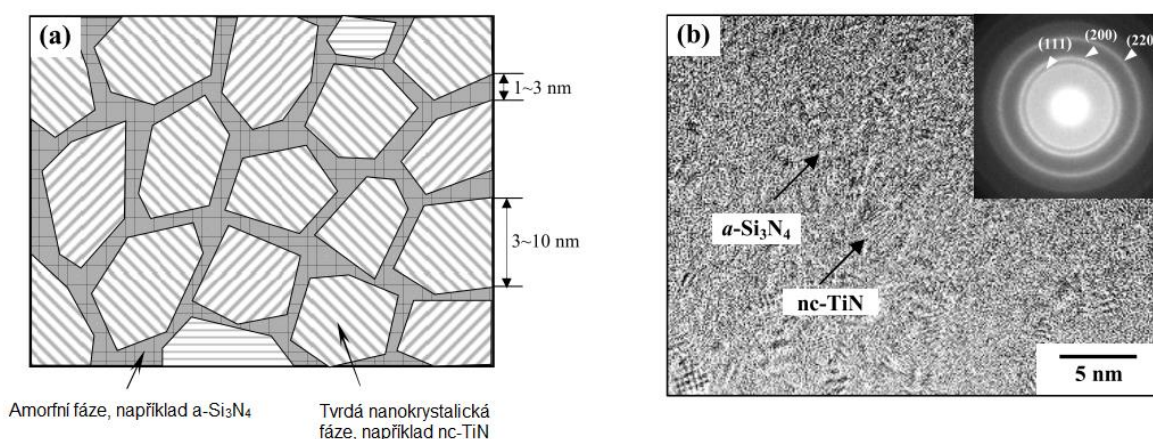 (a)
1~3 nm
3~10 nm
Amorfní fáze, například a-Si₃N₄
Tvrdá nanokrystalická
fáze, například nc-TiN
(b)
(111)
(200)
(220
a-Si₃N₄
nc-TiN
5 nm